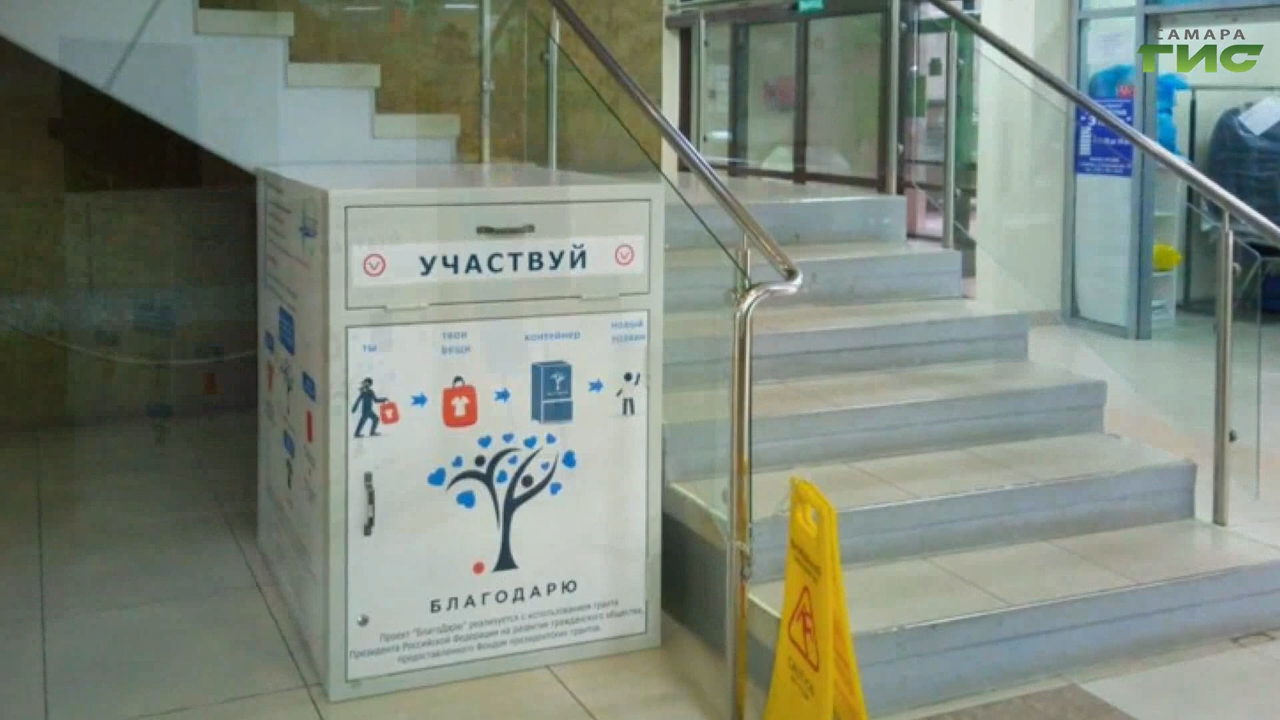 САМАРА
ГИС
УЧАСТВУЙ
ТЫ
ТВОИ
ВЕЩИ
КОНТЕЙНЕР
НОВЫЙ
ХОЗЯИН
БЛАГОДАРЮ
Проект "БлагоДарю" реализуется с использованием гранта
Президента Российской Федерации на развитие гражданского общества,
предоставленного Фондом президентских грантов.